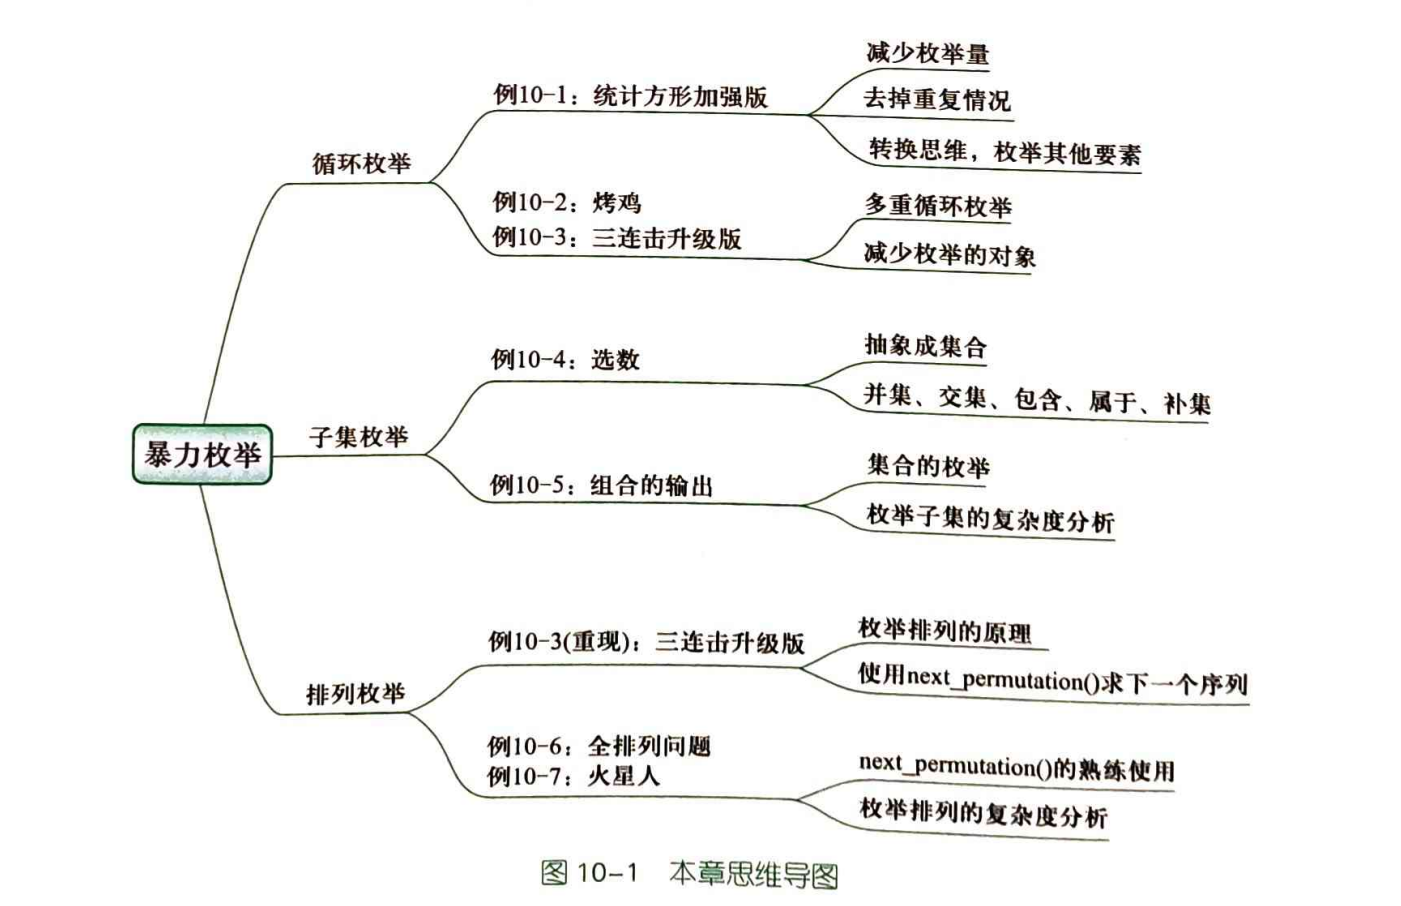 减少枚举量
例10-1：统计方形加强版
去掉重复情况
转换思维，枚举其他要素
循环枚举
例10-2：烤鸡
例10-3：三连击升级版
多重循环枚举
减少枚举的对象
例10-4：选数
抽象成集合
并集、交集、包含、属于、补集
暴力枚举
子集枚举
例10-5：组合的输出
集合的枚举
枚举子集的复杂度分析
例10-3(重现)：三连击升级版
枚举排列的原理
使用next_permutation()求下一个序列
排列枚举
例10-6：全排列问题
例10-7：火星人
next_permutation()的熟练使用
枚举排列的复杂度分析
图 10-1 本章思维导图